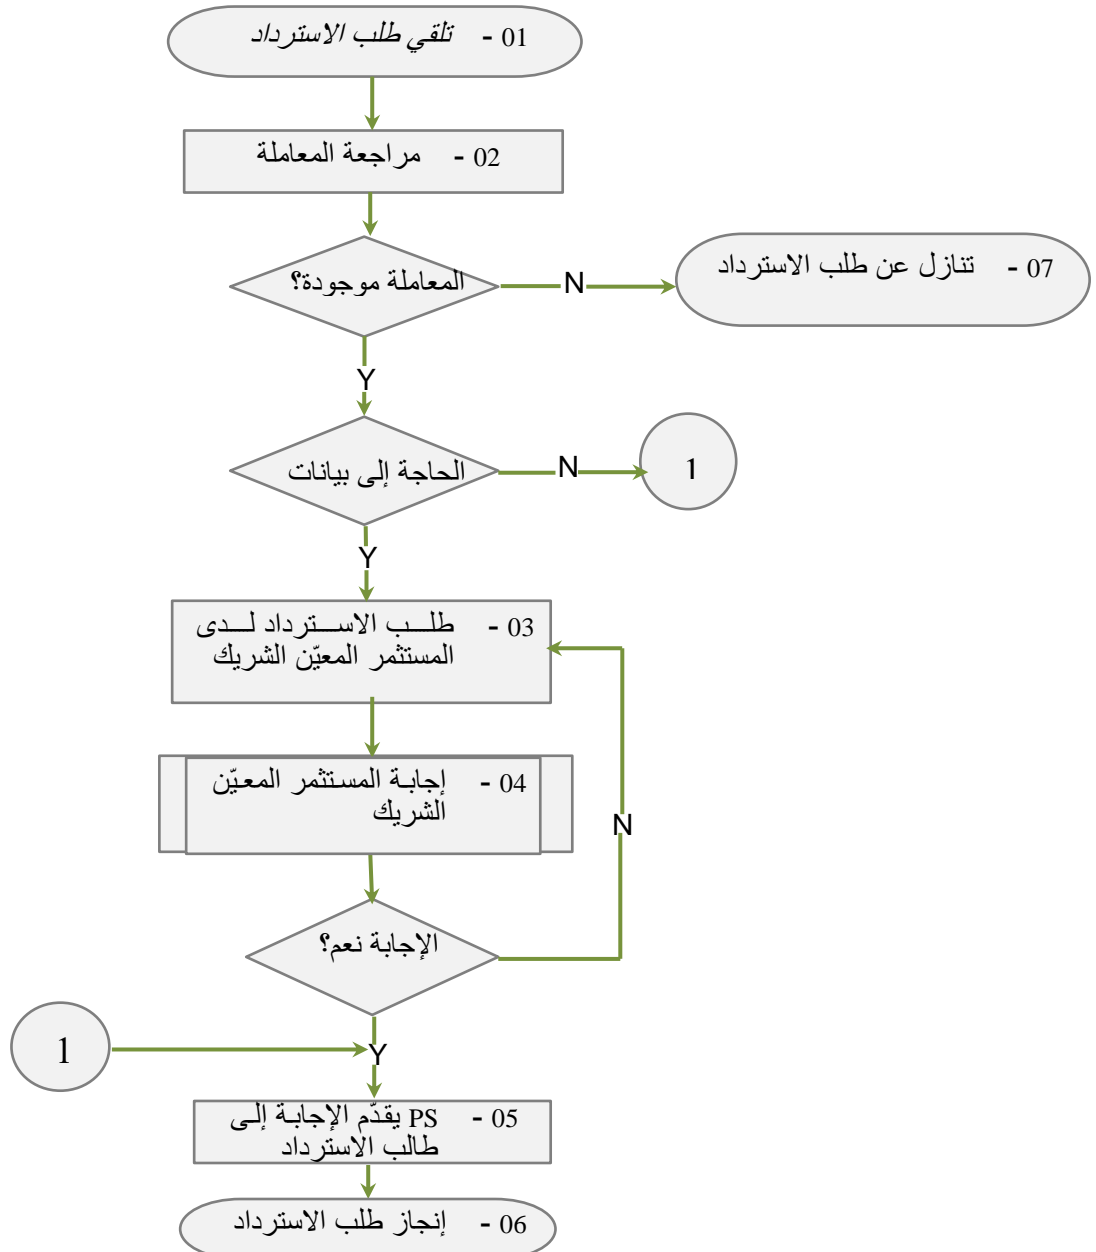 01 - تلقي طلب الاسترداد
02 - مراجعة المعاملة
المعاملة موجودة؟
N
07 - تنازل عن طلب الاسترداد
Y
الحاجة إلى بيانات
N
1
Y
03 - طلب الاسترداد لدى
المستثمر المعيّن الشريك
04 - إجابة المستثمر المعيّن
الشريك
N
الإجابة نعم؟
1
Y
05 - PS يقدّم الإجابة إلى
طالب الاسترداد
06 - إنجاز طلب الاسترداد